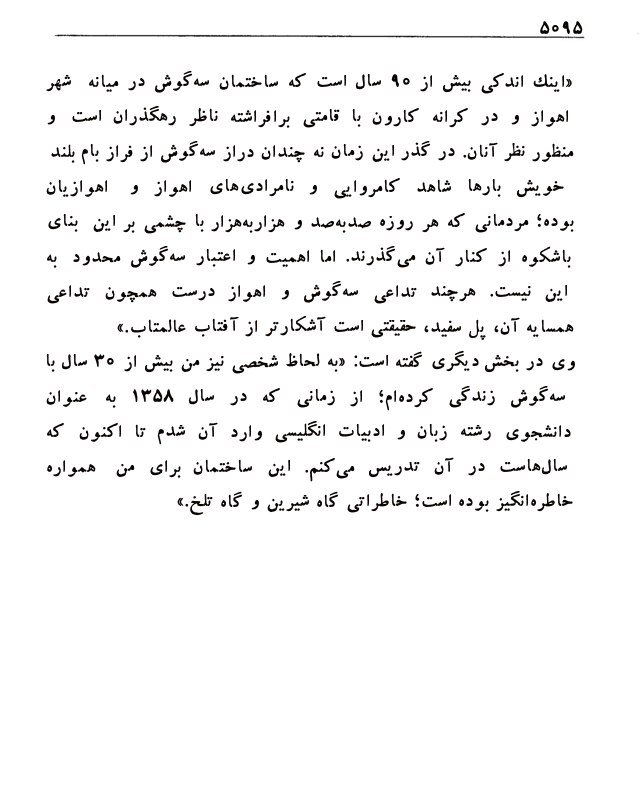 ۵۰۹۵
«اینك اندکی بیش از ۹۰ سال است که ساختمان سه‌گوش در میانه شهر
اهواز و در کرانه کارون با قامتی برافراشته ناظر رهگذران است و
منظور نظر آنان. در گذر این زمان نه چندان دراز سه‌گوش از فراز بام بلند
خویش بارها شاهد کامروایی و نامرادی‌های اهواز و اهوازیان
بوده؛ مردمانی که هر روزه صدبه‌صد و هزاربه‌هزار با چشمی بر این بنای
باشکوه از کنار آن می‌گذرند. اما اهمیت و اعتبار سه‌گوش محدود به
این نیست. هرچند تداعی سه‌گوش و اهواز درست همچون تداعی
همسایه آن، پل سفید، حقیقتی است آشکارتر از آفتاب عالمتاب.»
وی در بخش دیگری گفته است: «به لحاظ شخصی نیز من بیش از ۳۰ سال با
سه‌گوش زندگی کرده‌ام؛ از زمانی که در سال ۱۳۵۸ به عنوان
دانشجوی رشته زبان و ادبیات انگلیسی وارد آن شدم تا اکنون که
سال‌هاست در آن تدریس می‌کنم. این ساختمان برای من همواره
خاطره‌انگیز بوده است؛ خاطراتی گاه شیرین و گاه تلخ.»